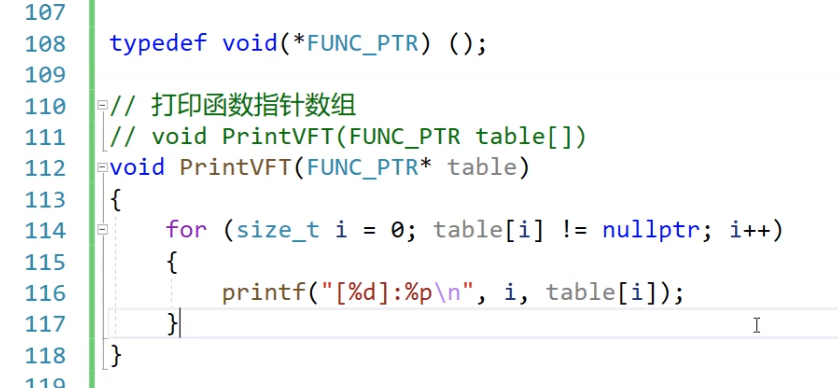 107
108 typedef void(*FUNC_PTR) ();
109
110 // 打印函数指针数组
111 // void PrintVFT(FUNC_PTR table[])
112 void PrintVFT(FUNC_PTR* table)
113 {
114 for (size_t i = 0; table[i] != nullptr; i++)
115 {
116 printf("[%d]:%p\n", i, table[i]);
117 }
118 }
119